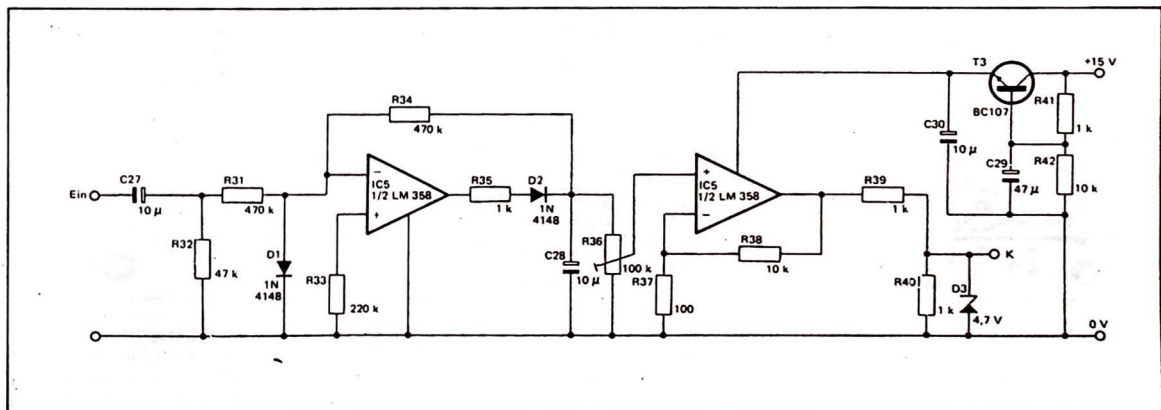 Ein
C27
10 µ
R32
47 k
R31
470 k
D1
1N
4148
R34
470 k
R33
220 k
−
IC5
1/2 LM 358
+
R35
1 k
D2
1N
4148
C28
10 µ
R36
100 k
+
IC5
1/2 LM 358
−
R37
100
R38
10 k
R39
1 k
R40
1 k
D3
4,7 V
K
C30
10 µ
T3
BC107
C29
47 µ
R41
1 k
R42
10 k
+15 V
0 V